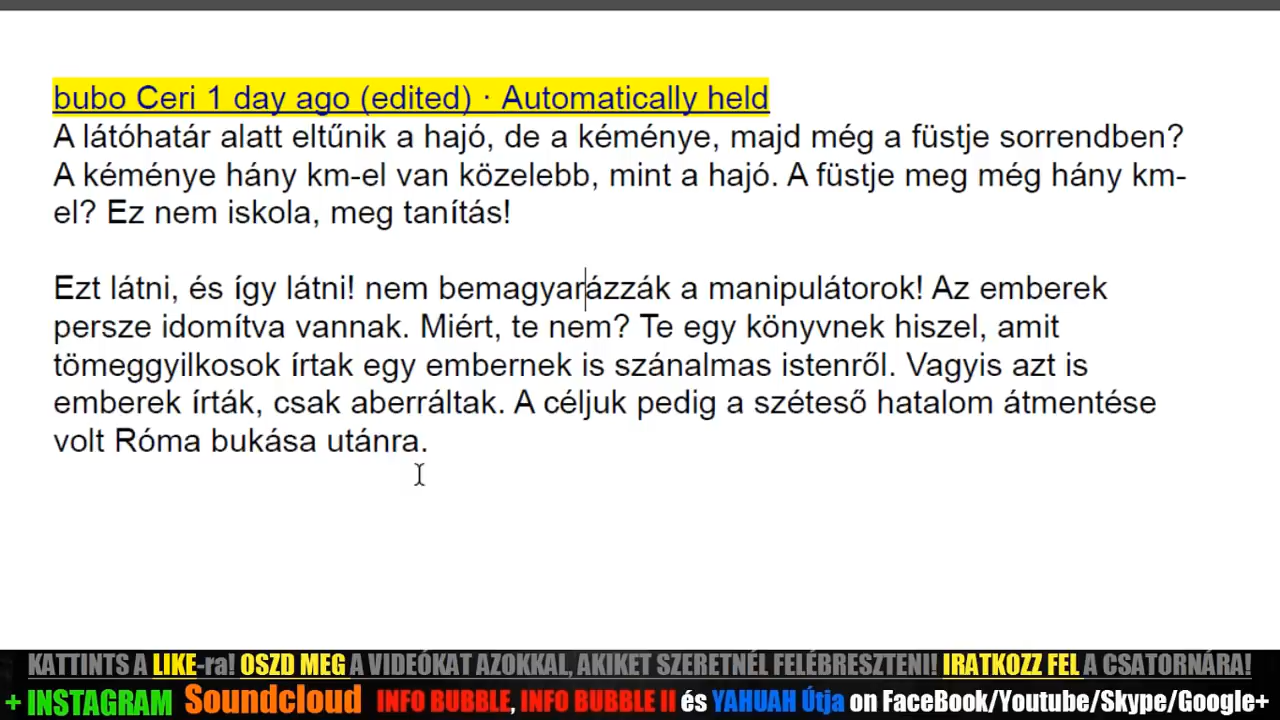 bubo Ceri 1 day ago (edited) · Automatically held
A látóhatár alatt eltűnik a hajó, de a kéménye, majd még a füstje sorrendben?
A kéménye hány km-el van közelebb, mint a hajó. A füstje meg még hány km-
el? Ez nem iskola, meg tanítás!
Ezt látni, és így látni! nem bemagyarázzák a manipulátorok! Az emberek
persze idomítva vannak. Miért, te nem? Te egy könyvnek hiszel, amit
tömeggyilkosok írtak egy embernek is szánalmas istenről. Vagyis azt is
emberek írták, csak aberráltak. A céljuk pedig a széteső hatalom átmentése
volt Róma bukása utánra.
KATTINTS A LIKE-ra! OSZD MEG A VIDEÓKAT AZOKKAL, AKIKET SZERETNÉL FELÉBRESZTENI! IRATKOZZ FEL A CSATORNÁRA!
+ INSTAGRAM Soundcloud INFO BUBBLE, INFO BUBBLE II és YAHUAH Útja on FaceBook/Youtube/Skype/Google+